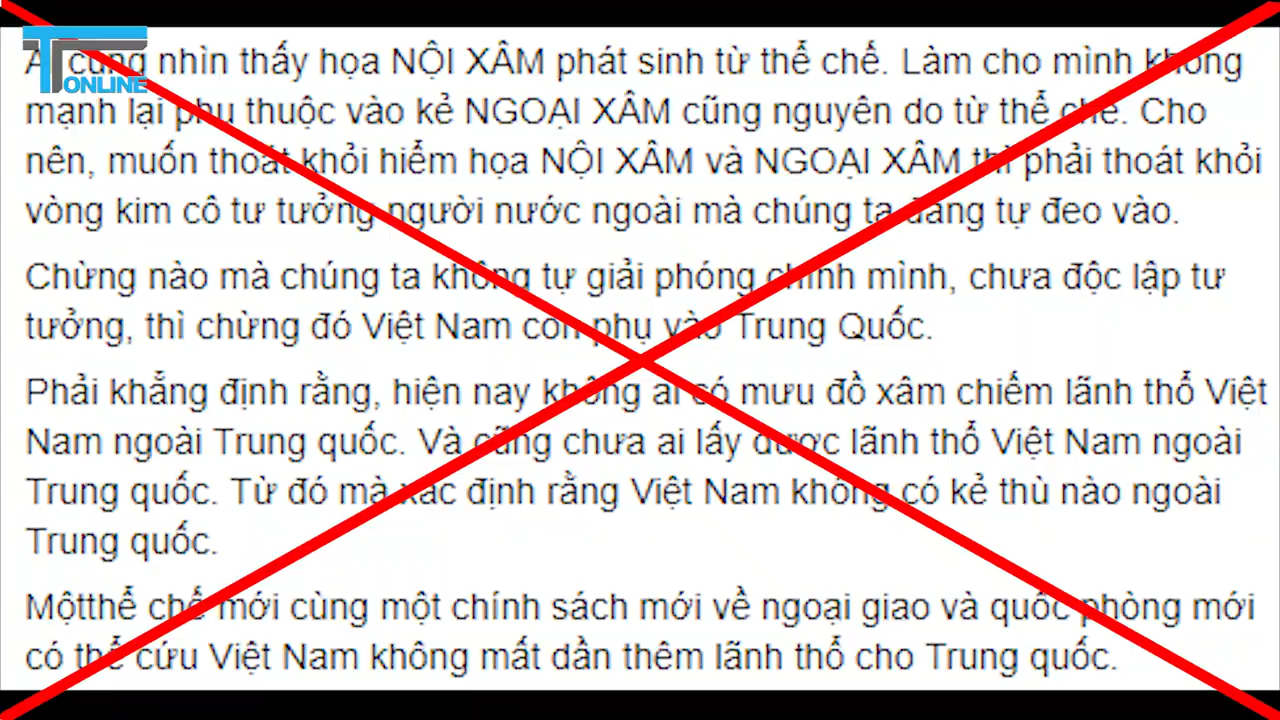 TT
ONLINE
Ai cũng nhìn thấy họa NỘI XÂM phát sinh từ thể chế. Làm cho mình không
mạnh lại phụ thuộc vào kẻ NGOẠI XÂM cũng nguyên do từ thể chế. Cho
nên, muốn thoát khỏi hiểm họa NỘI XÂM và NGOẠI XÂM thì phải thoát khỏi
vòng kim cô tư tưởng người nước ngoài mà chúng ta đang tự đeo vào.
Chừng nào mà chúng ta không tự giải phóng chính mình, chưa độc lập tư
tưởng, thì chừng đó Việt Nam còn phụ vào Trung Quốc.
Phải khẳng định rằng, hiện nay không ai có mưu đồ xâm chiếm lãnh thổ Việt
Nam ngoài Trung quốc. Và cũng chưa ai lấy được lãnh thổ Việt Nam ngoài
Trung quốc. Từ đó mà xác định rằng Việt Nam không có kẻ thù nào ngoài
Trung quốc.
Mộtthể chế mới cùng một chính sách mới về ngoại giao và quốc phòng mới
có thể cứu Việt Nam không mất dần thêm lãnh thổ cho Trung quốc.